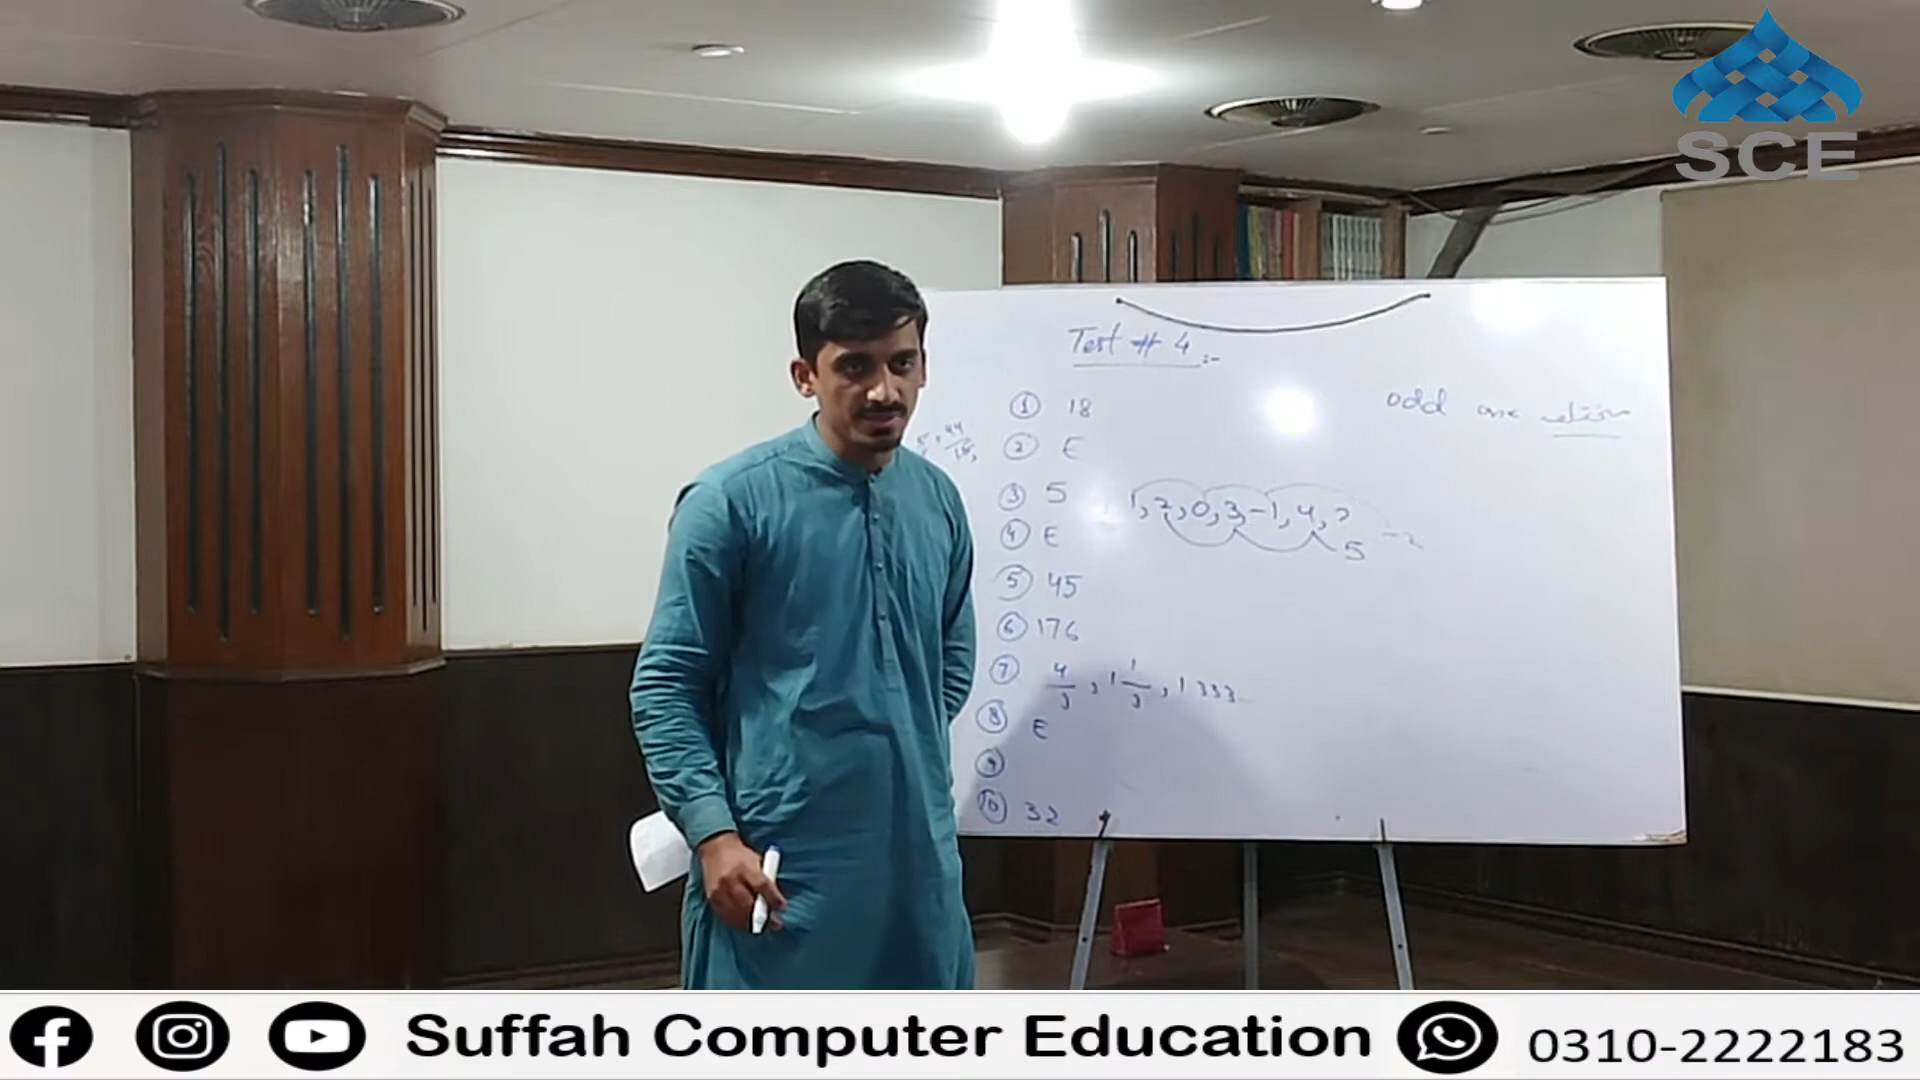 SCE
Test # 4 :-
① 18
odd one مختلف
② E
③ 5
1, 2, 0, 3, -1, 4, ?
-2
④ E
5
⑤ 45
⑥ 176
⑦ 4/3 , 1 1/3 , 1 333..
⑧ E
⑨
⑩ 32
Suffah Computer Education 0310-2222183